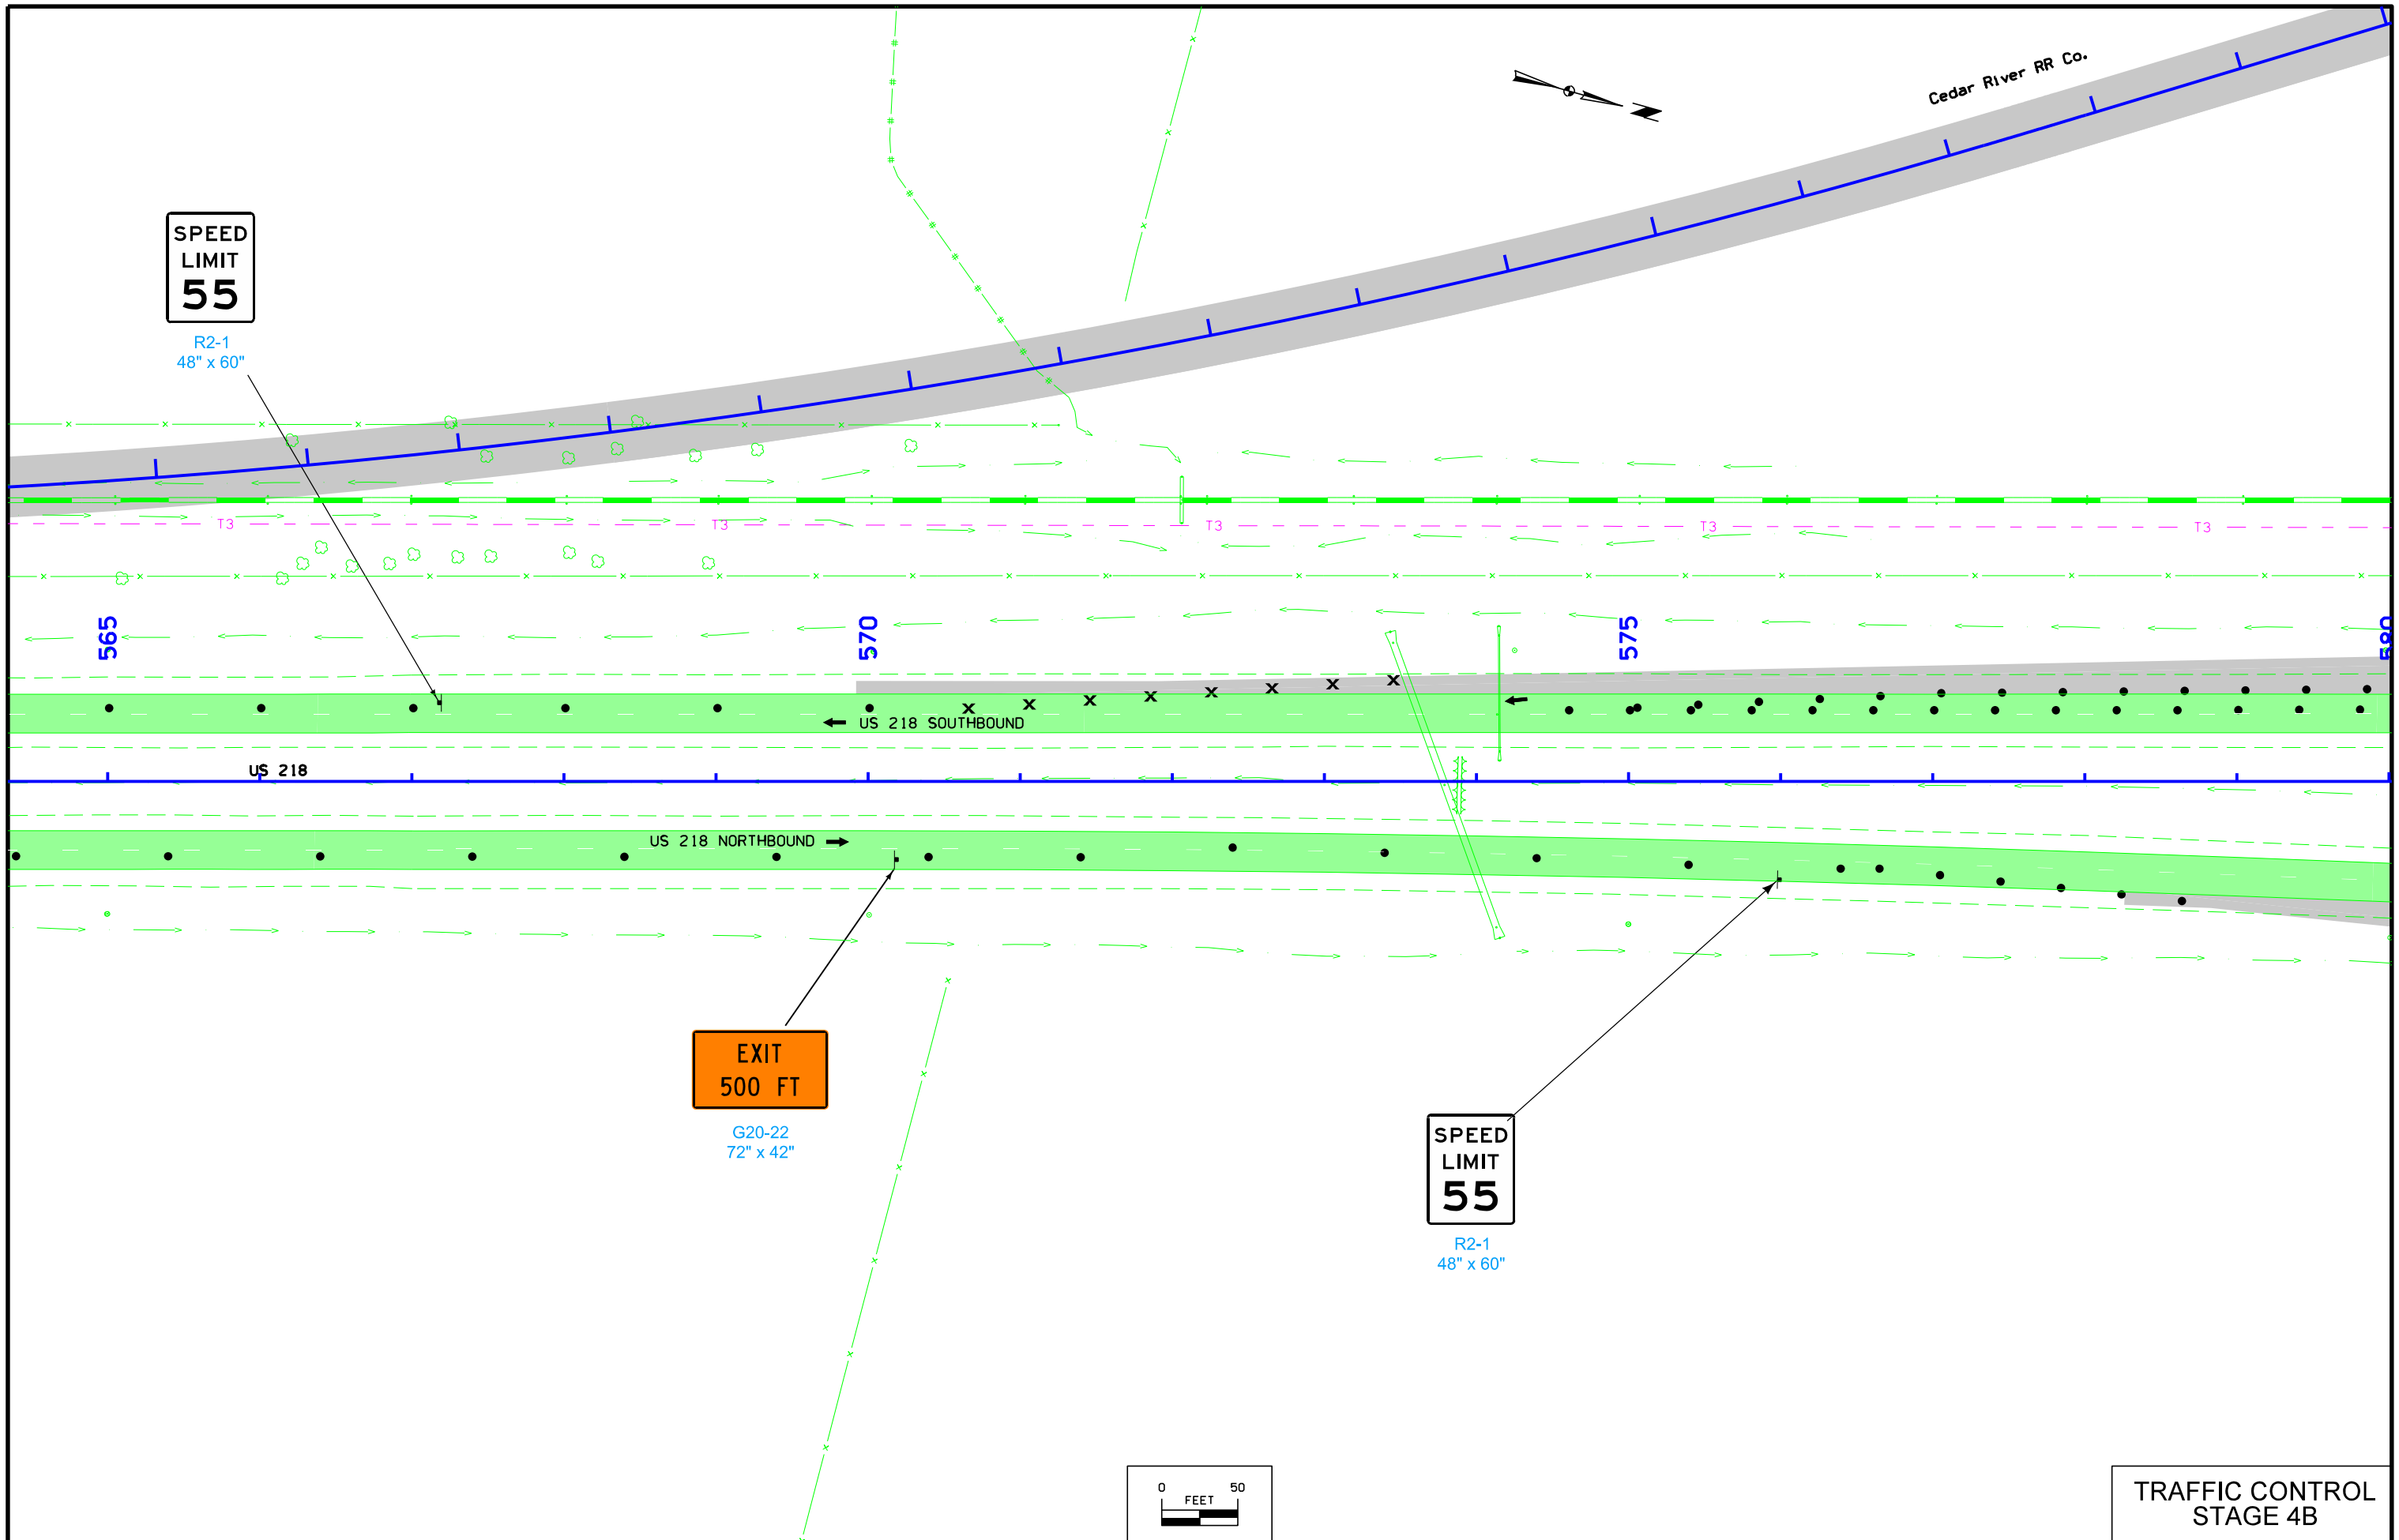 Cedar River RR Co.
SPEED
LIMIT
55
R2-1
48" x 60"
T3 T3 T3 T3 T3
565 570 575 580
US 218 SOUTHBOUND
US 218
US 218 NORTHBOUND
EXIT
500 FT
G20-22
72" x 42"
SPEED
LIMIT
55
R2-1
48" x 60"
0 50
FEET
TRAFFIC CONTROL
STAGE 4B